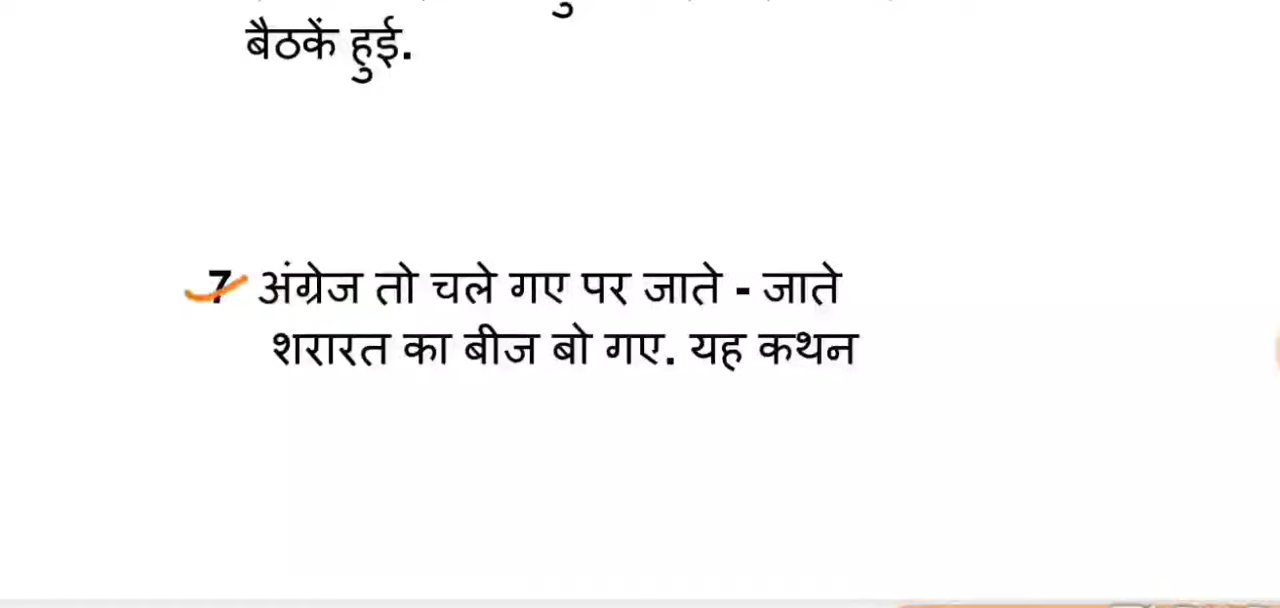 बैठकें हुई.
7 अंग्रेज तो चले गए पर जाते - जाते
शरारत का बीज बो गए. यह कथन